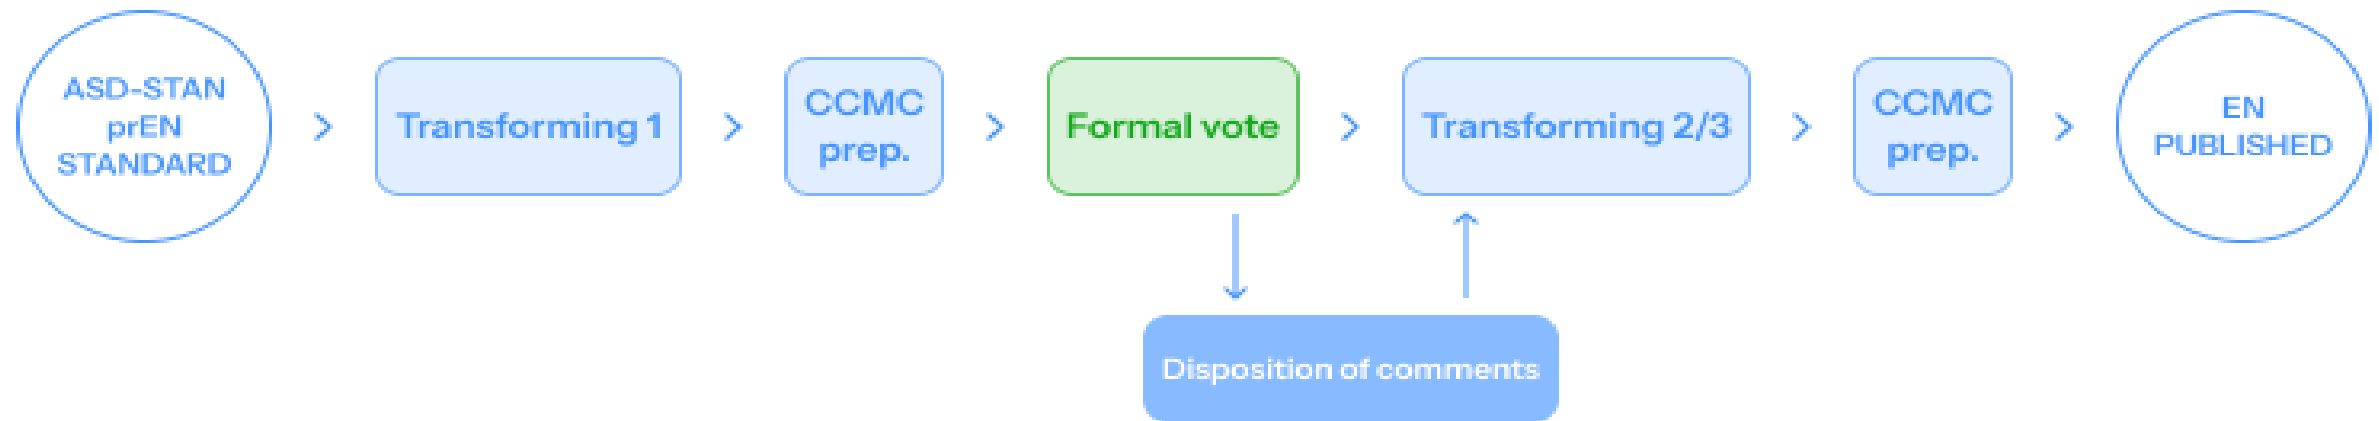 ASD-STAN
prEN
STANDARD
Transforming 1
CCMC
prep.
Formal vote
Transforming 2/3
CCMC
prep.
EN
PUBLISHED
Disposition of comments